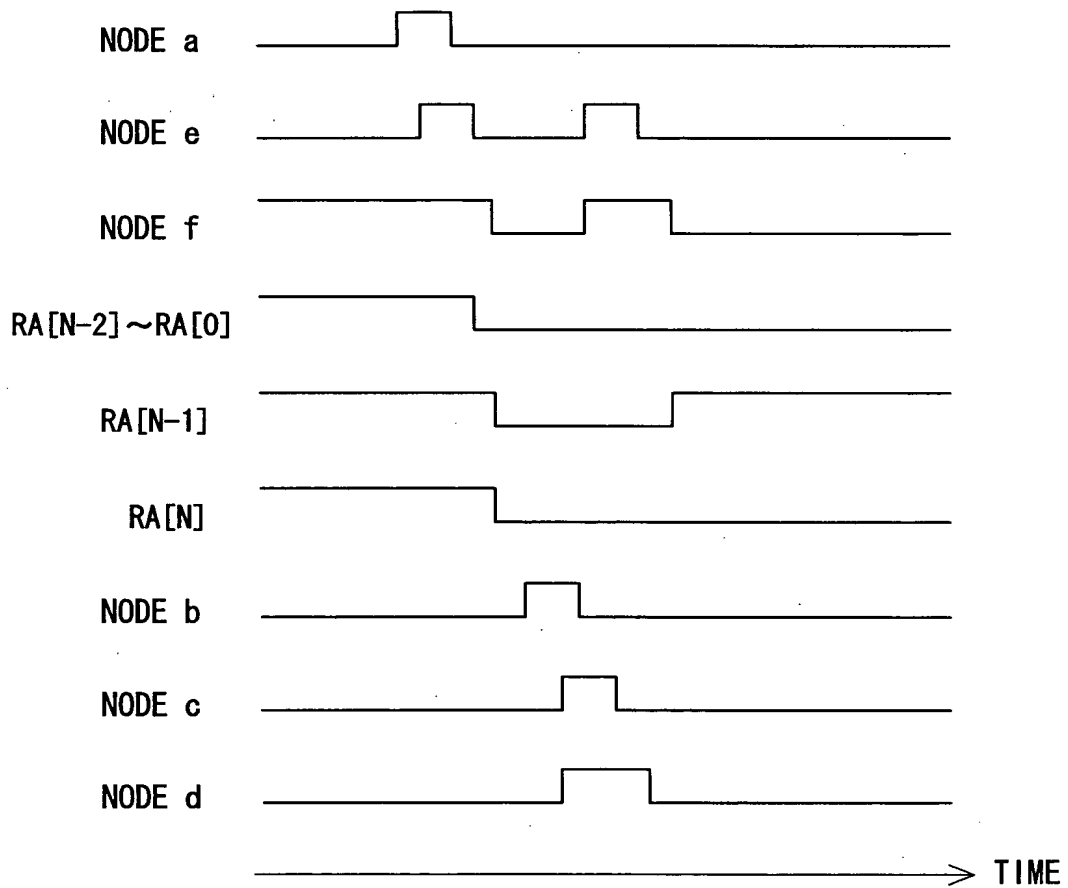 NODE a
NODE e
NODE f
RA[N-2]~RA[0]
RA[N-1]
RA[N]
NODE b
NODE c
NODE d
TIME